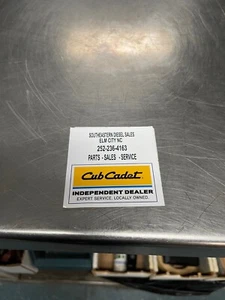 SOUTHEASTERN DIESEL SALES
ELM CITY NC
252-236-4163
PARTS - SALES - SERVICE
Cub Cadet
INDEPENDENT DEALER
EXPERT SERVICE. LOCALLY OWNED.